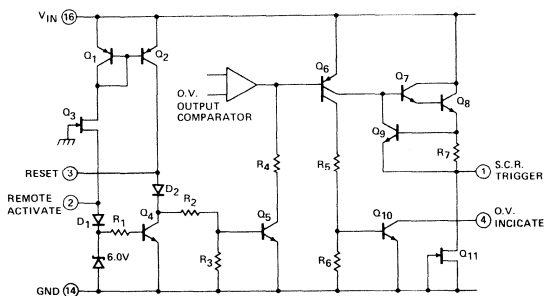 V_IN 16
Q1
Q2
Q3
RESET 3
REMOTE
ACTIVATE 2
D1
D2
R1
Q4
R2
R3
6.0V
GND 14
O.V.
OUTPUT
COMPARATOR
R4
Q5
Q6
R5
R6
Q7
Q8
Q9
R7
1 S.C.R.
TRIGGER
Q10
4 O.V.
INCICATE
Q11